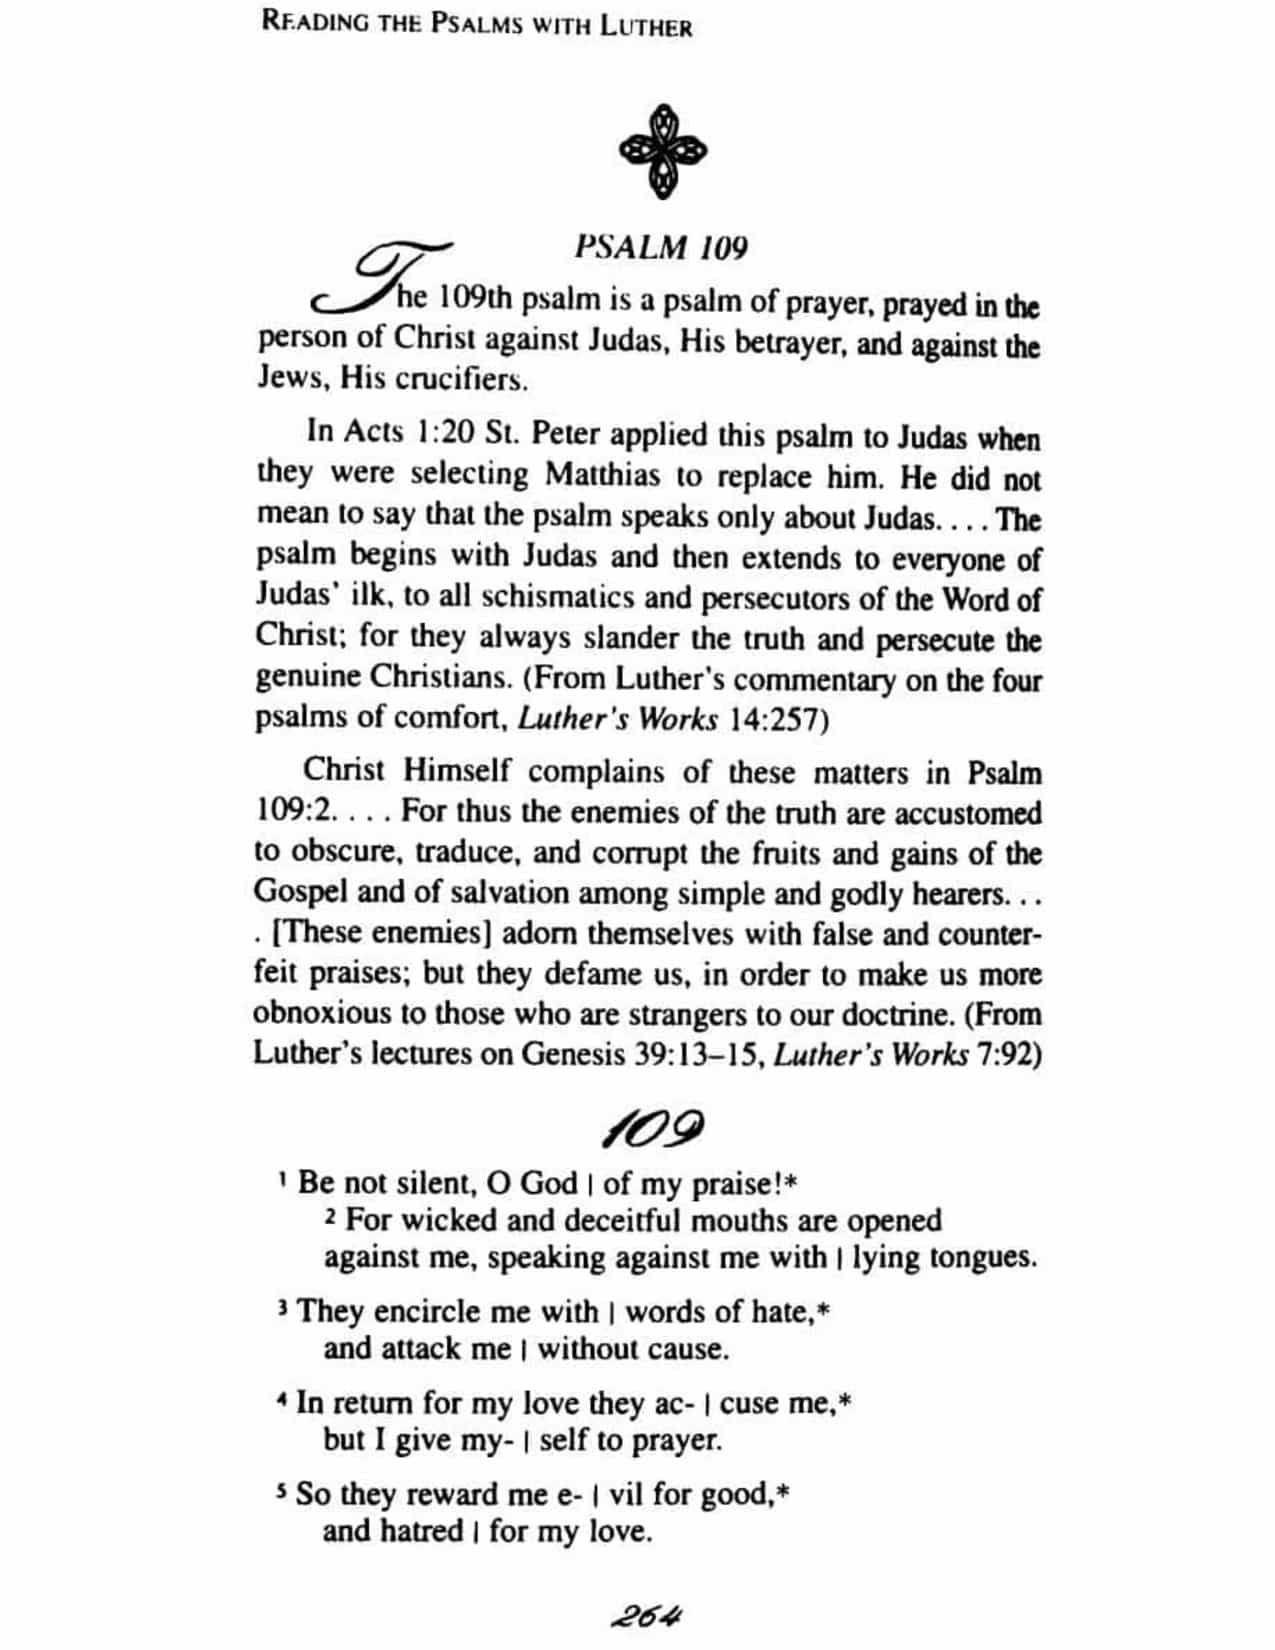 READING THE PSALMS WITH LUTHER
PSALM 109
The 109th psalm is a psalm of prayer, prayed in the
person of Christ against Judas, His betrayer, and against the
Jews, His crucifiers.
In Acts 1:20 St. Peter applied this psalm to Judas when
they were selecting Matthias to replace him. He did not
mean to say that the psalm speaks only about Judas. . . . The
psalm begins with Judas and then extends to everyone of
Judas' ilk, to all schismatics and persecutors of the Word of
Christ; for they always slander the truth and persecute the
genuine Christians. (From Luther's commentary on the four
psalms of comfort, Luther's Works 14:257)
Christ Himself complains of these matters in Psalm
109:2. . . . For thus the enemies of the truth are accustomed
to obscure, traduce, and corrupt the fruits and gains of the
Gospel and of salvation among simple and godly hearers. . .
. [These enemies] adorn themselves with false and counter-
feit praises; but they defame us, in order to make us more
obnoxious to those who are strangers to our doctrine. (From
Luther's lectures on Genesis 39:13–15, Luther's Works 7:92)
109
1 Be not silent, O God | of my praise!*
2 For wicked and deceitful mouths are opened
against me, speaking against me with | lying tongues.
3 They encircle me with | words of hate,*
and attack me | without cause.
4 In return for my love they ac- | cuse me,*
but I give my- | self to prayer.
5 So they reward me e- | vil for good,*
and hatred | for my love.
264